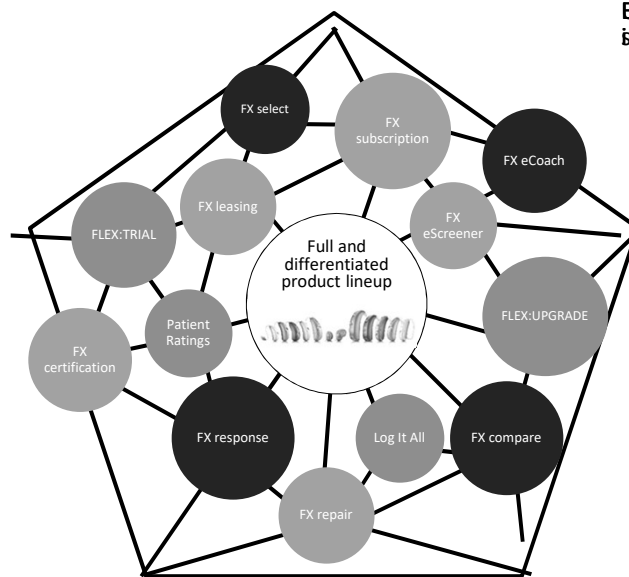 FX select
FX
subscription
FX eCoach
FX leasing
FX
eScreener
FLEX:TRIAL
Full and
differentiated
product lineup
FLEX:UPGRADE
Patient
Ratings
FX
certification
FX response
Log It All
FX compare
FX repair